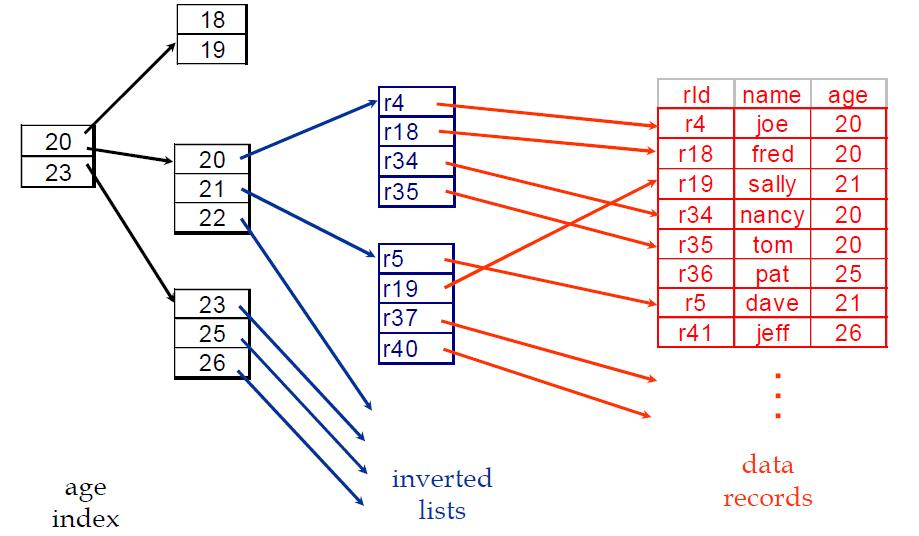 18
19
20
23
20
21
22
23
25
26
age
index
r4
r18
r34
r35
r5
r19
r37
r40
inverted
lists
rId name age
r4 joe 20
r18 fred 20
r19 sally 21
r34 nancy 20
r35 tom 20
r36 pat 25
r5 dave 21
r41 jeff 26
data
records